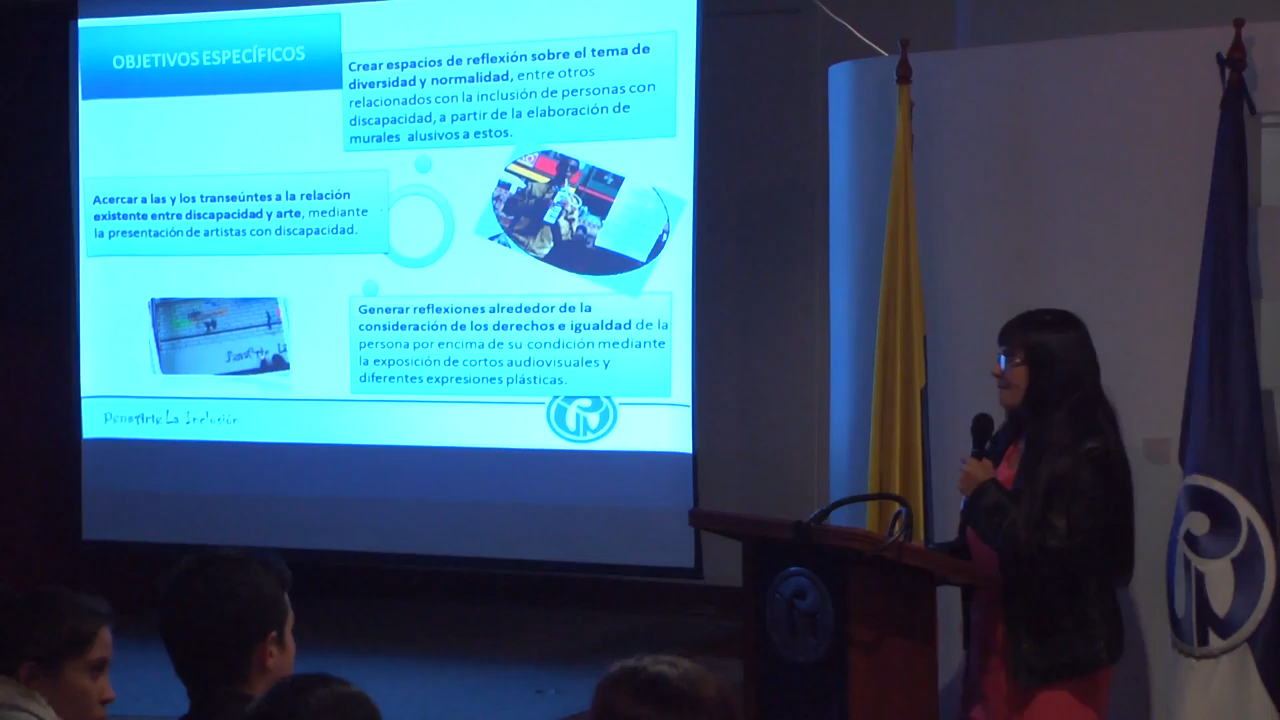 OBJETIVOS ESPECÍFICOS
Crear espacios de reflexión sobre el tema de
diversidad y normalidad, entre otros
relacionados con la inclusión de personas con
discapacidad, a partir de la elaboración de
murales alusivos a estos.
Acercar a las y los transeúntes a la relación
existente entre discapacidad y arte, mediante
la presentación de artistas con discapacidad.
Generar reflexiones alrededor de la
consideración de los derechos e igualdad de la
persona por encima de su condición mediante
la exposición de cortos audiovisuales y
diferentes expresiones plásticas.
PensArte La Inclusión